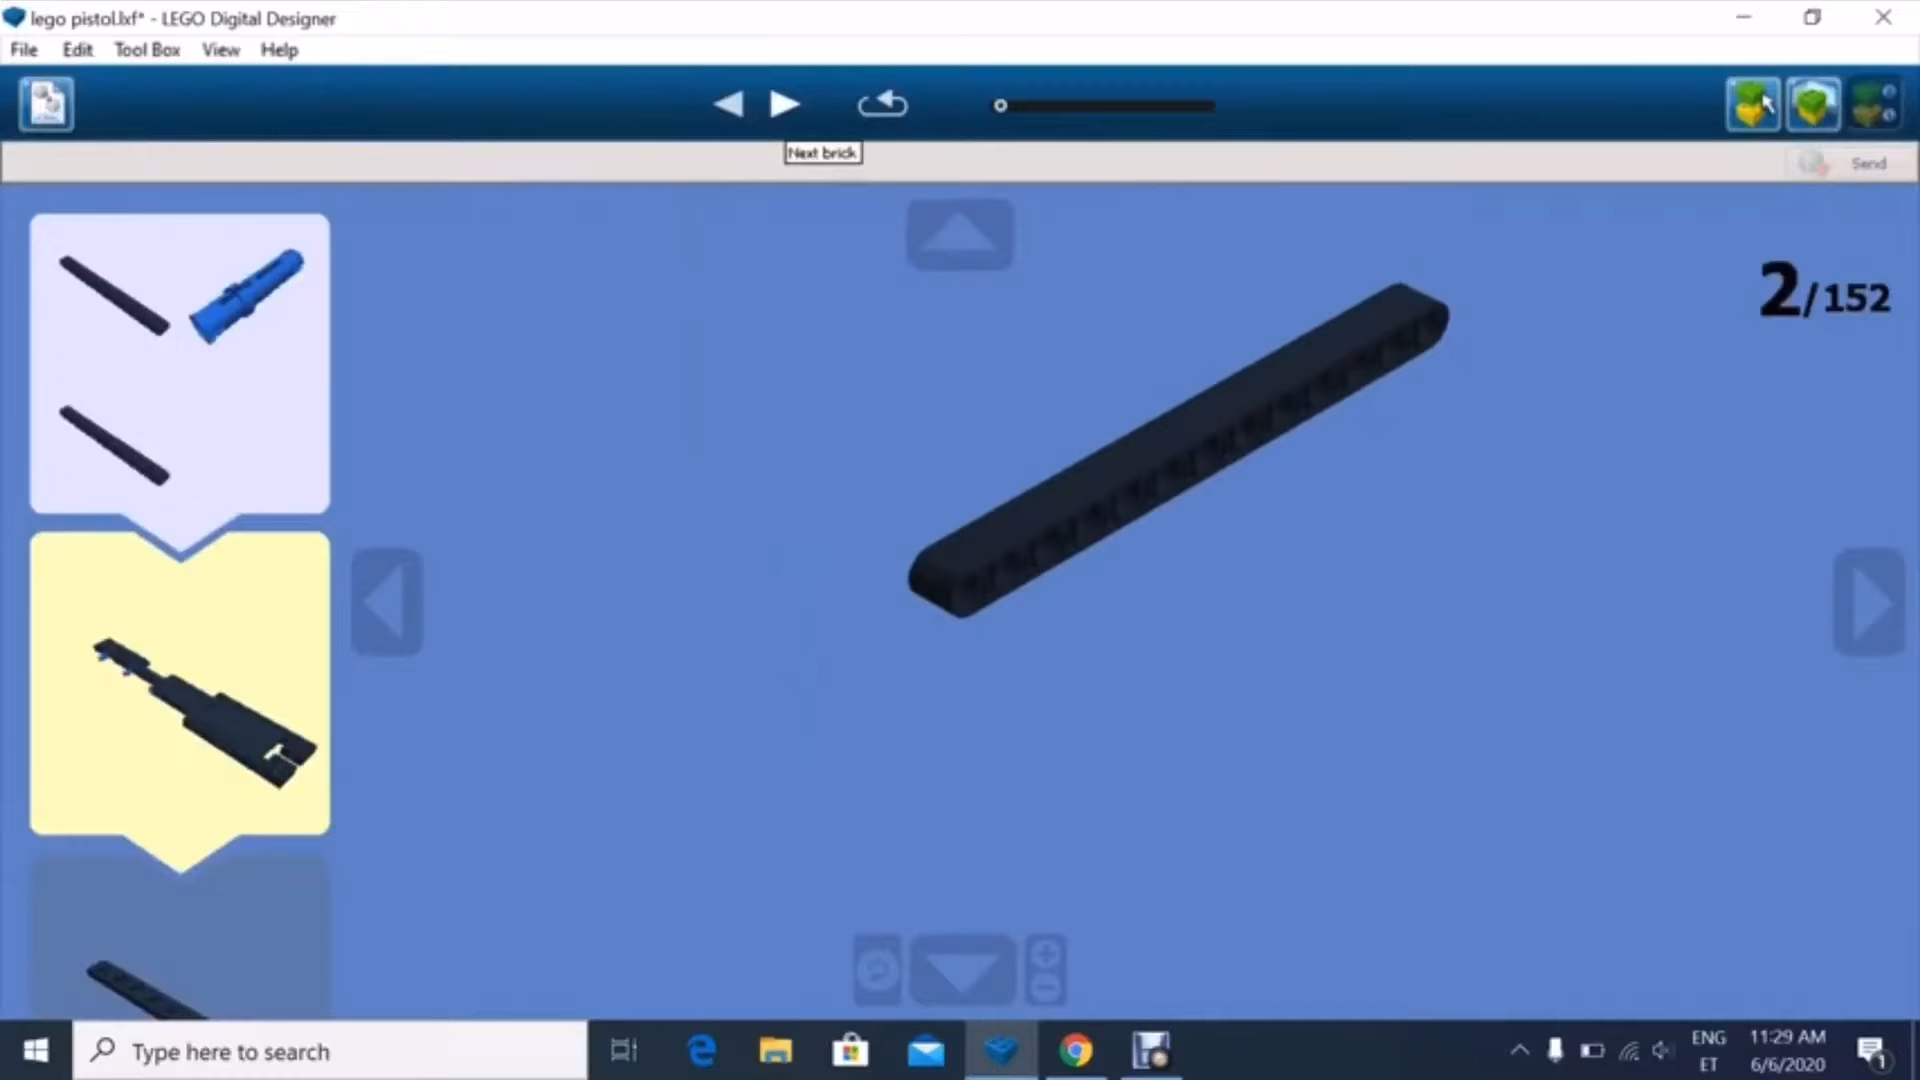 lego pistol.lxf* - LEGO Digital Designer
File Edit Tool Box View Help
Next brick
Send
2/152
Type here to search
ENG
ET
11:29 AM
6/6/2020
1